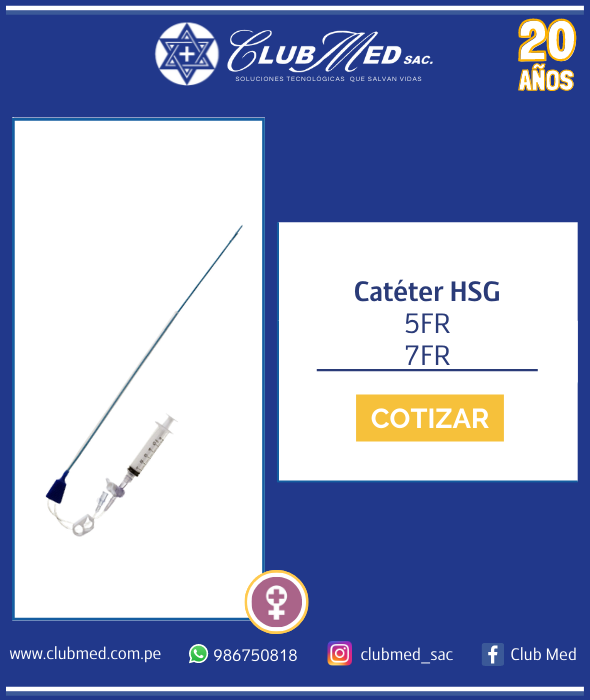 CLUB MED SAC.
SOLUCIONES TECNOLÓGICAS QUE SALVAN VIDAS
20
AÑOS
Catéter HSG
5FR
7FR
COTIZAR
www.clubmed.com.pe
986750818
clubmed_sac
Club Med